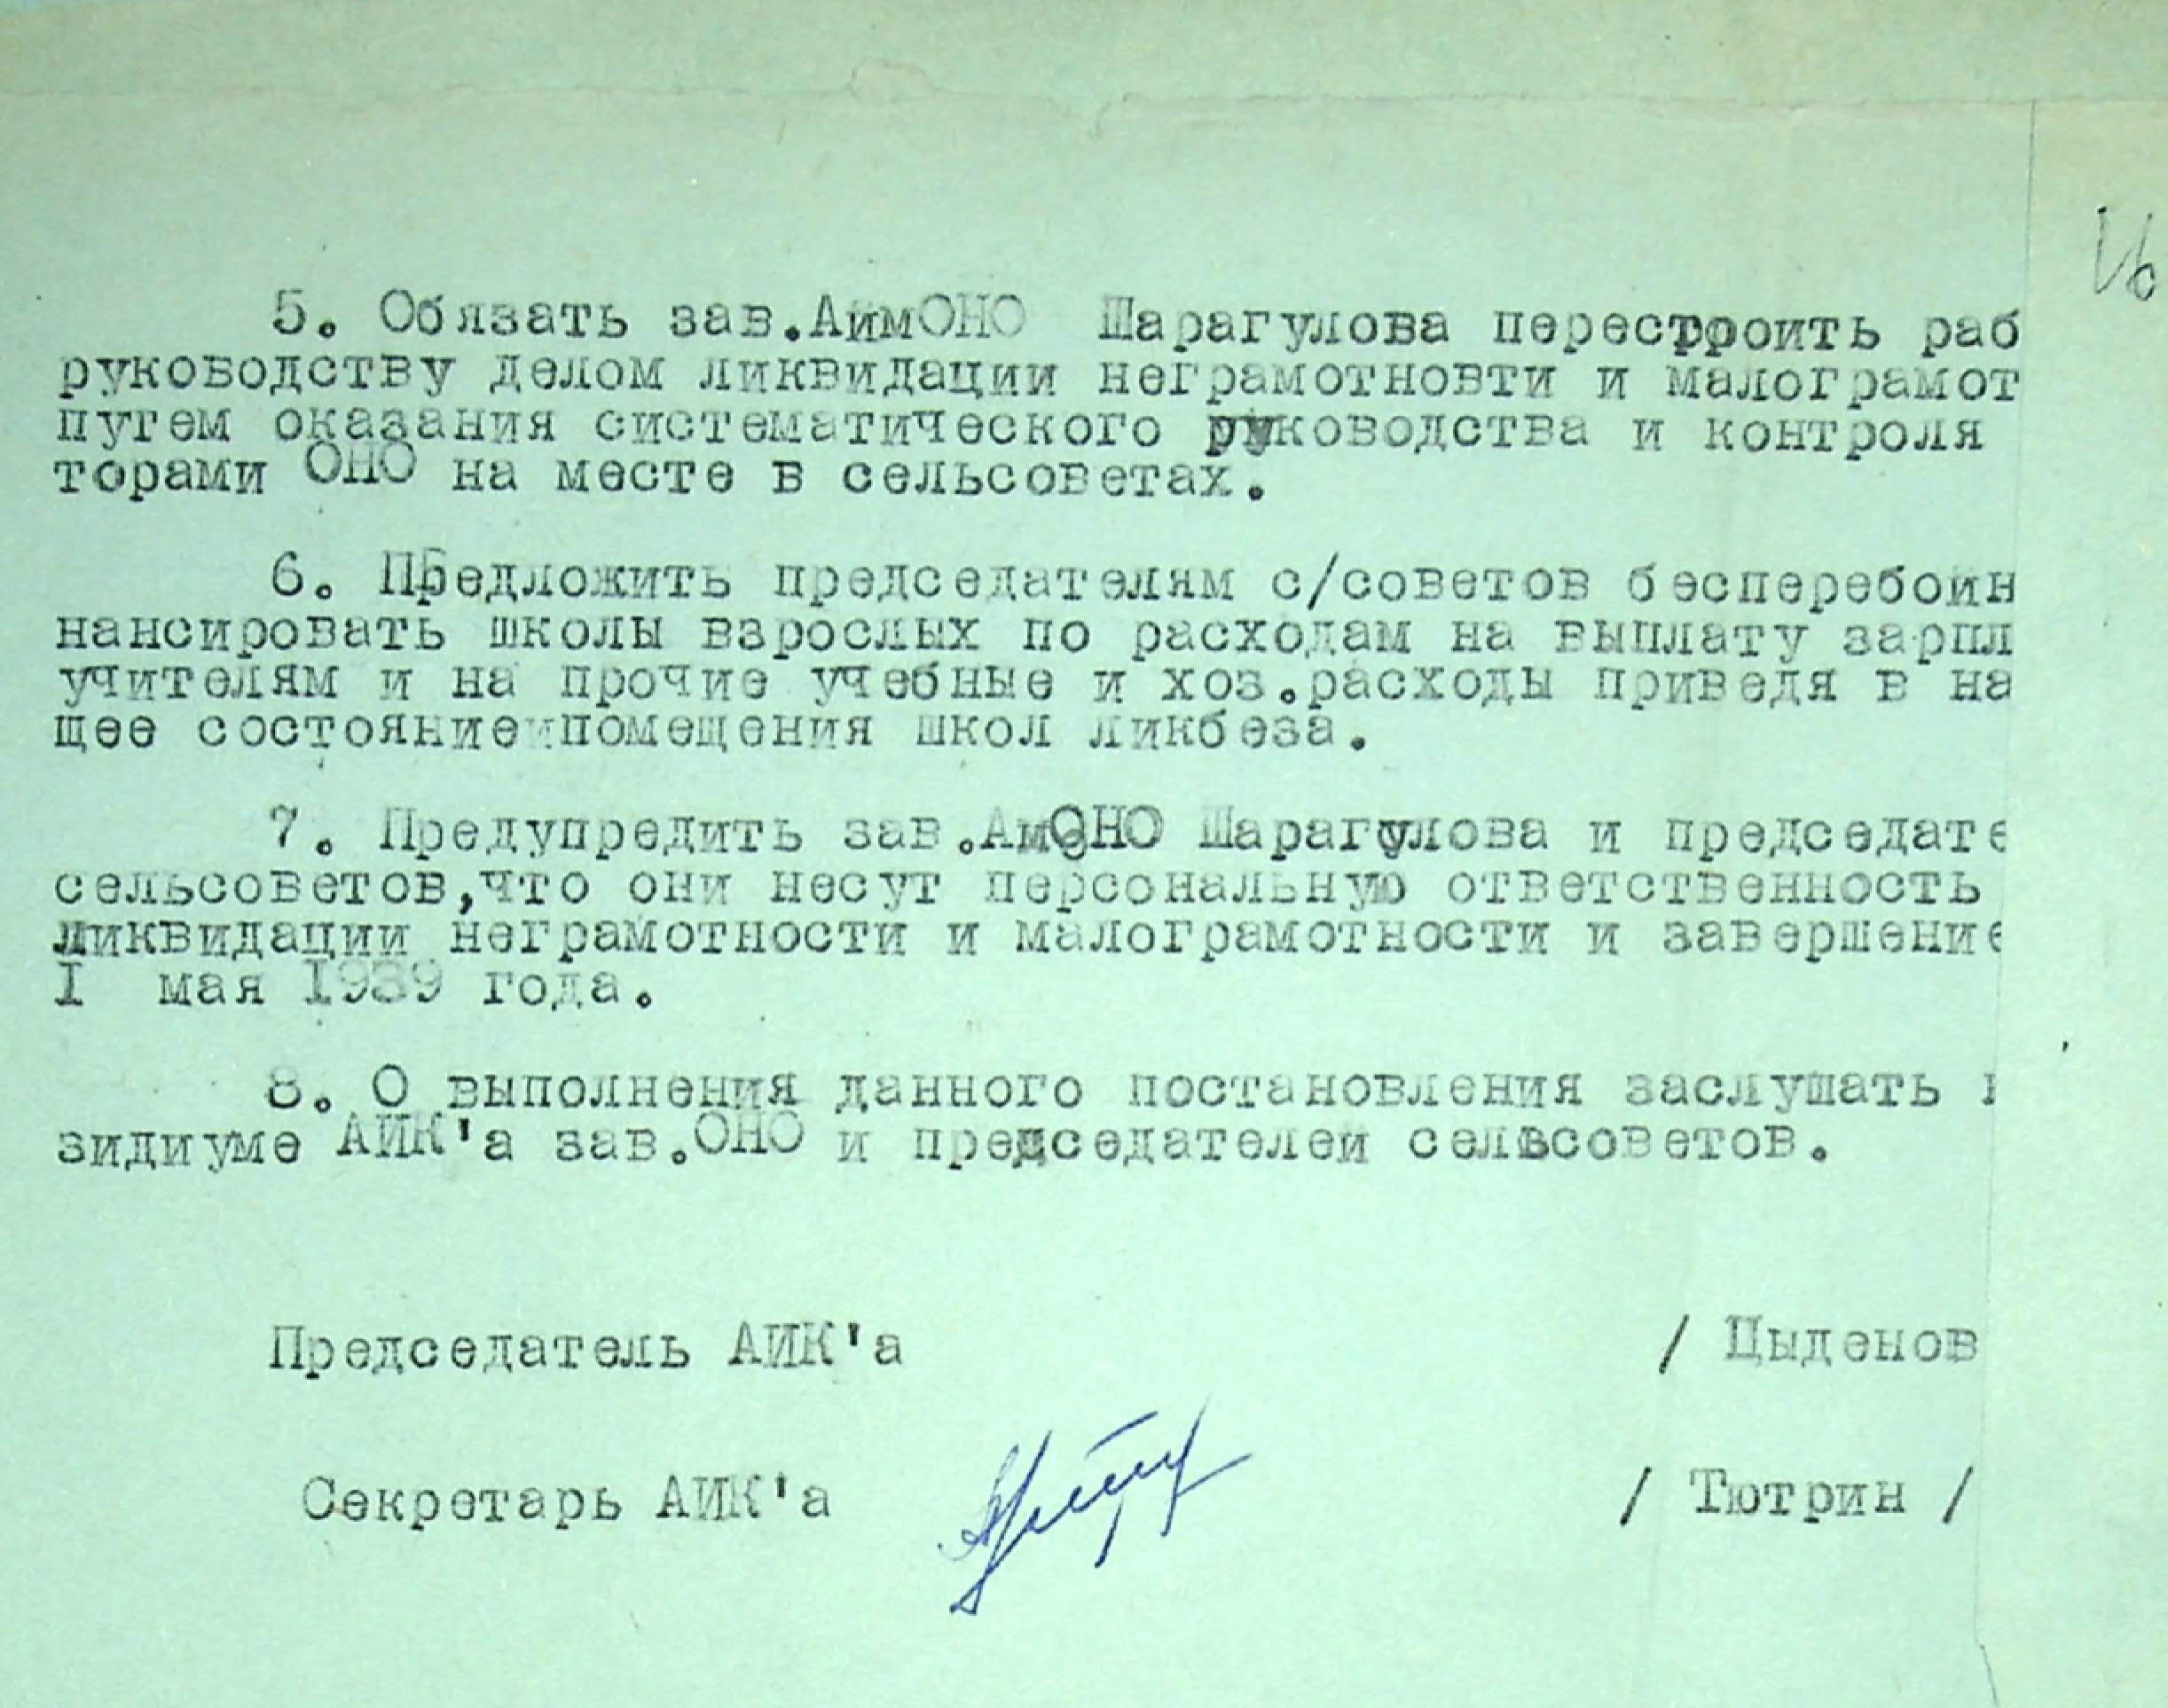 16
5. Обязать зав.АймОНО Шарагулова перестроить раб
руководству делом ликвидации неграмотновти и малограмот
путем оказания систематического руководства и контроля
торами ОНО на месте в сельсоветах.
6. Предложить председателям с/советов бесперебойн
нансировать школы взрослых по расходам на выплату зарпл
учителям и на прочие учебные и хоз.расходы приведя в на
щее состояние помещения школ ликбеза.
7. Предупредить зав.АмОНО Шарагулова и председате
сельсоветов,что они несут персональную ответственность
ликвидации неграмотности и малограмотности и завершение
I мая 1939 года.
8. О выполнения данного постановления заслушать
зидиуме АИК'а зав.ОНО и председателей сельсоветов.
Председатель АИК'а / Цыденов
Секретарь АИК'а / Тютрин /